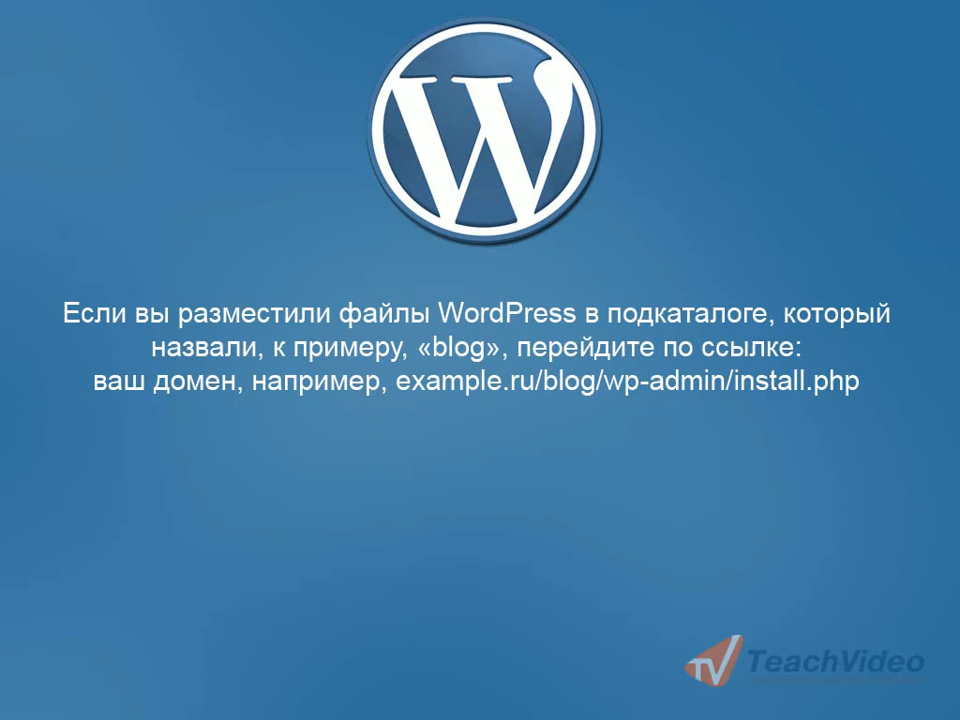 W
Если вы разместили файлы WordPress в подкаталоге, который
назвали, к примеру, «blog», перейдите по ссылке:
ваш домен, например, example.ru/blog/wp-admin/install.php
TV TeachVideo